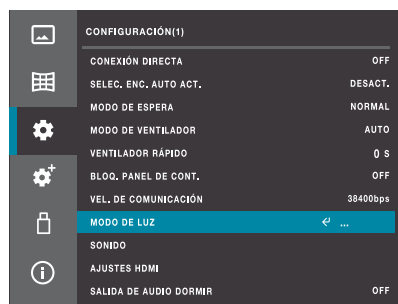 CONFIGURACIÓN(1)
CONEXIÓN DIRECTA OFF
SELEC. ENC. AUTO ACT. DESACT.
MODO DE ESPERA NORMAL
MODO DE VENTILADOR AUTO
VENTILADOR RÁPIDO 0 S
BLOQ. PANEL DE CONT. OFF
VEL. DE COMUNICACIÓN 38400bps
MODO DE LUZ ...
SONIDO
AJUSTES HDMI
SALIDA DE AUDIO DORMIR OFF